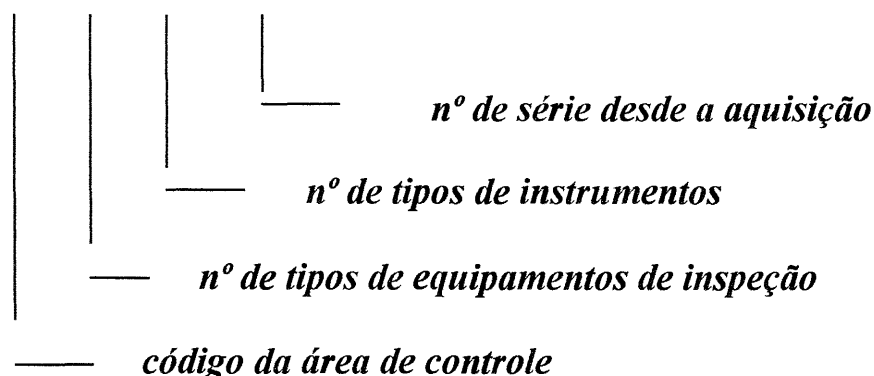 nº de série desde a aquisição
nº de tipos de instrumentos
nº de tipos de equipamentos de inspeção
código da área de controle